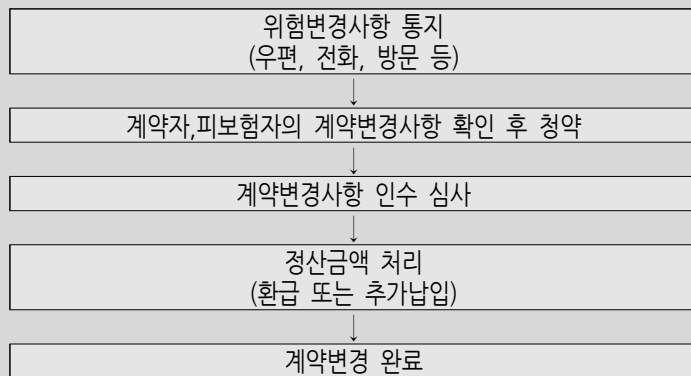 위험변경사항 통지
(우편, 전화, 방문 등)
↓
계약자,피보험자의 계약변경사항 확인 후 청약
↓
계약변경사항 인수 심사
↓
정산금액 처리
(환급 또는 추가납입)
↓
계약변경 완료